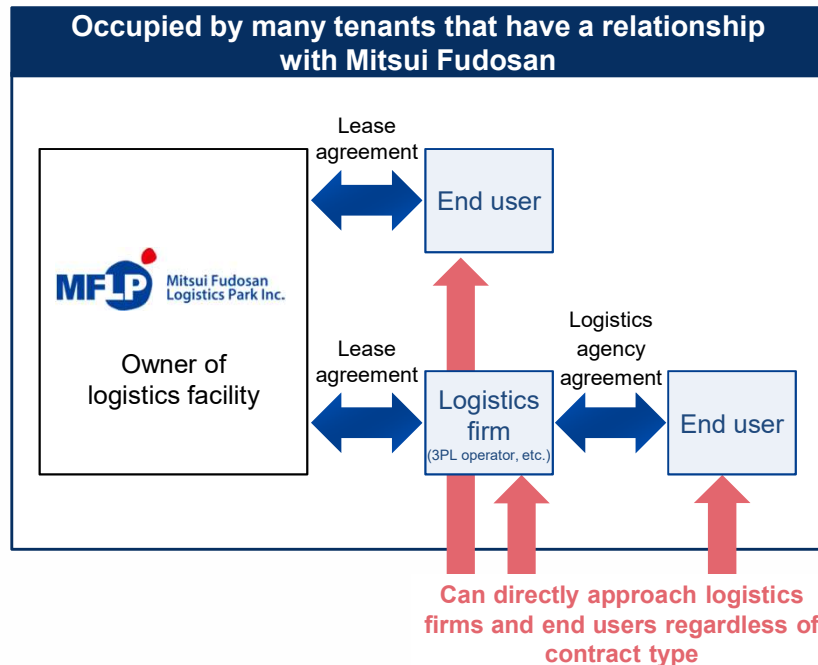 Occupied by many tenants that have a relationship
with Mitsui Fudosan
Lease
agreement
End user
MFLP
Mitsui Fudosan
Logistics Park Inc.
Owner of
logistics facility
Lease
agreement
Logistics
firm
(3PL operator, etc.)
Logistics
agency
agreement
End user
Can directly approach logistics
firms and end users regardless of
contract type